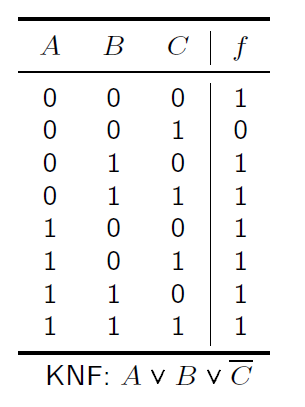 A B C f
0 0 0 1
0 0 1 0
0 1 0 1
0 1 1 1
1 0 0 1
1 0 1 1
1 1 0 1
1 1 1 1
KNF: A ∨ B ∨ C̅